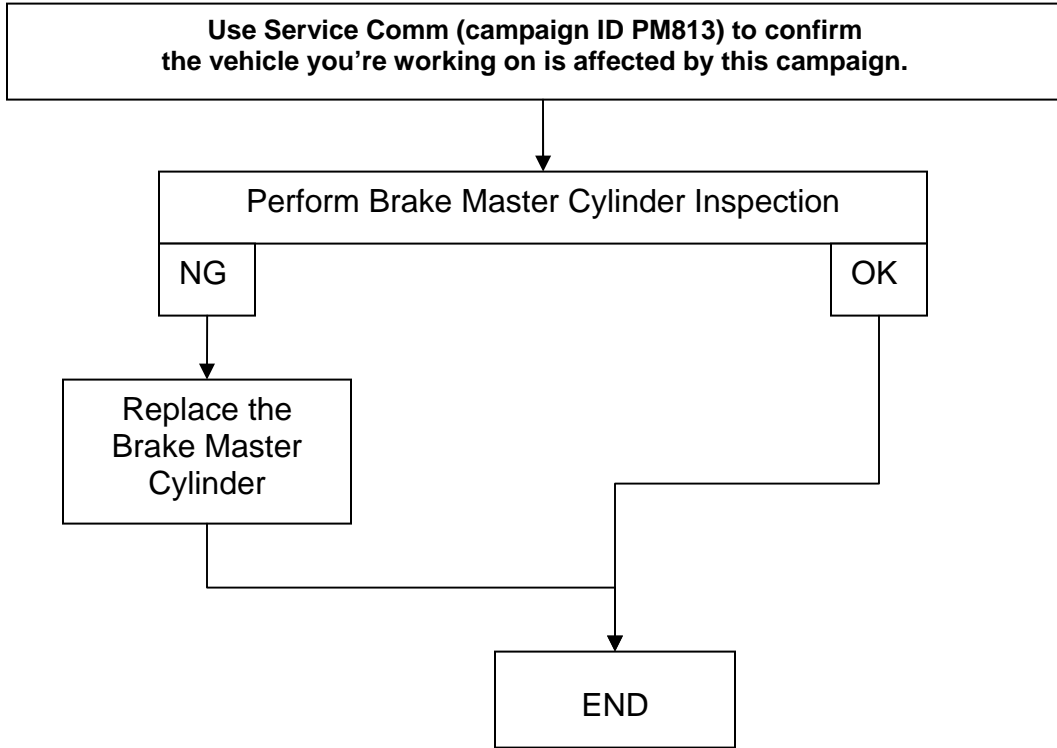 Use Service Comm (campaign ID PM813) to confirm
the vehicle you’re working on is affected by this campaign.
Perform Brake Master Cylinder Inspection
NG
OK
Replace the
Brake Master
Cylinder
END